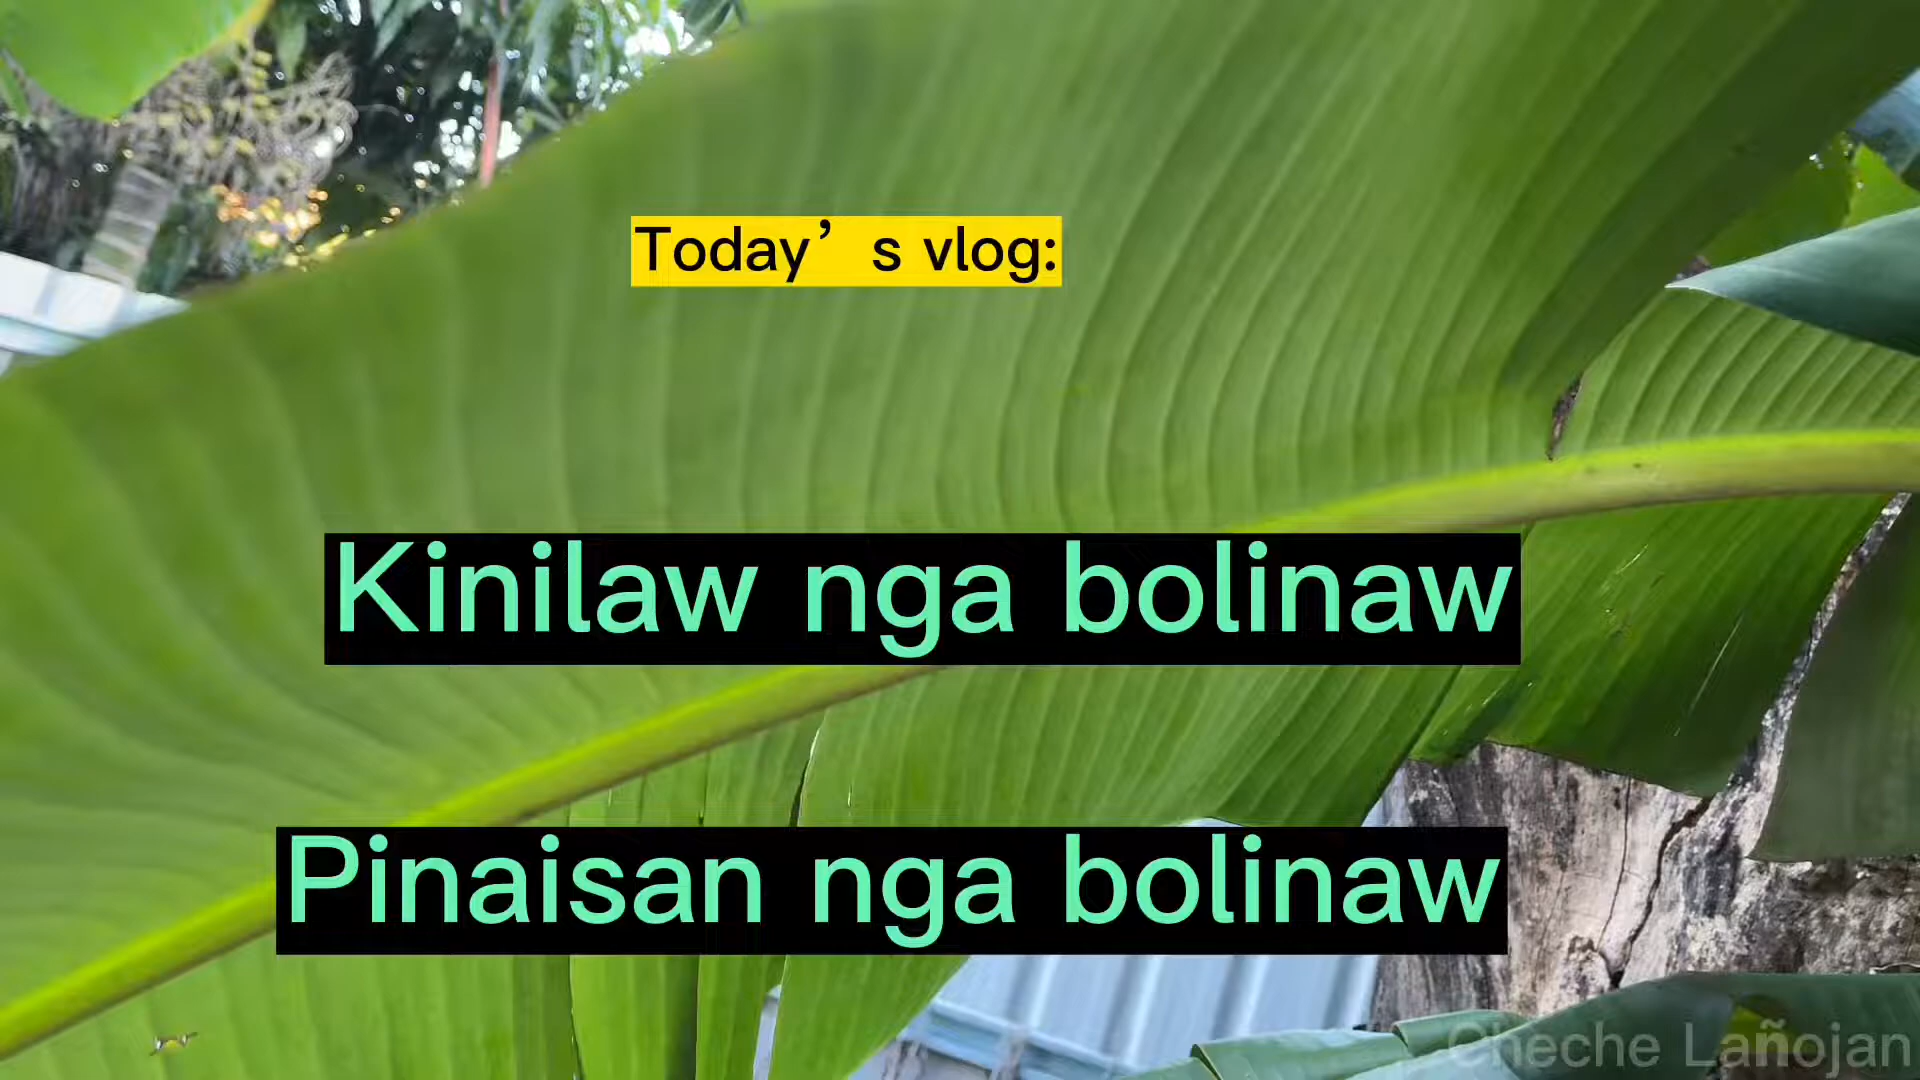 Today’s vlog:
Kinilaw nga bolinaw
Pinaisan nga bolinaw
Cheche Lañojan